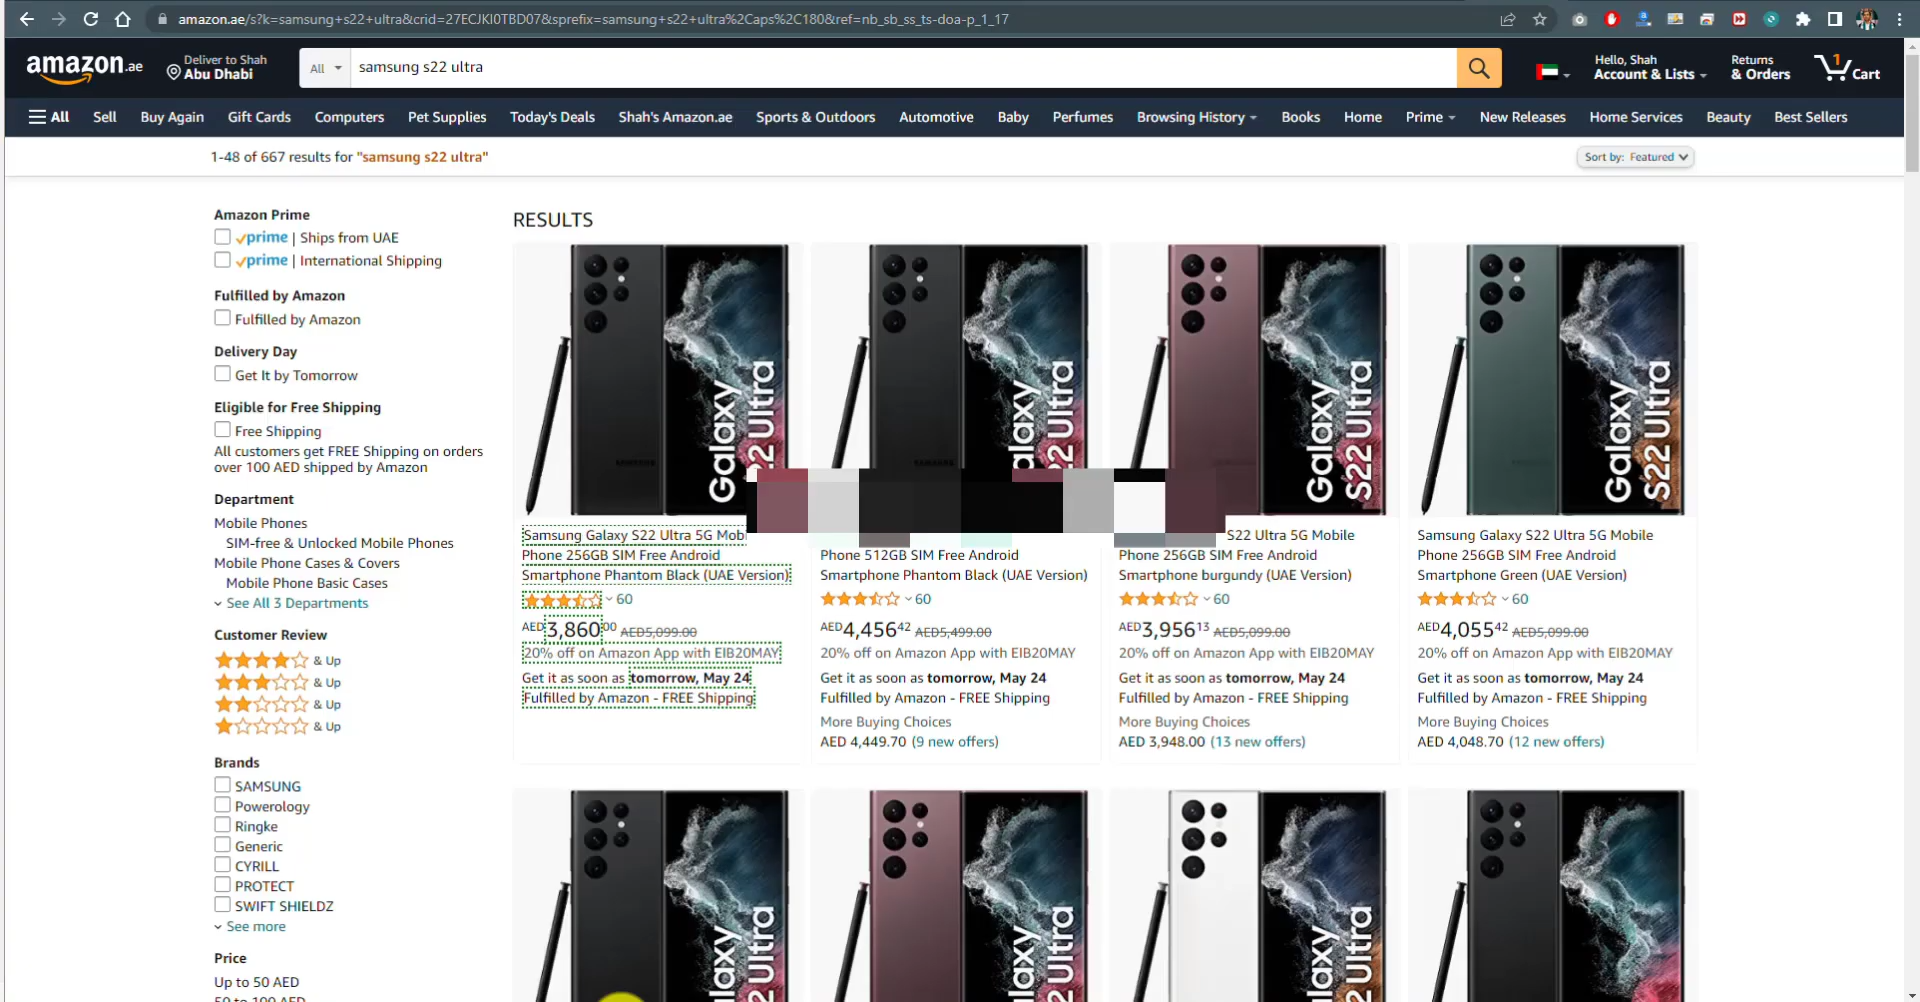 amazon.ae/s?k=samsung+s22+ultra&crid=27ECJKI0TBD07&sprefix=samsung+s22+ultra%2Caps%2C180&ref=nb_sb_ss_ts-doa-p_1_17
amazon.ae
Deliver to Shah
Abu Dhabi
All
samsung s22 ultra
Hello, Shah
Account & Lists
Returns
& Orders
1
Cart
All Sell Buy Again Gift Cards Computers Pet Supplies Today's Deals Shah's Amazon.ae Sports & Outdoors Automotive Baby Perfumes Browsing History Books Home Prime New Releases Home Services Beauty Best Sellers
1-48 of 667 results for "samsung s22 ultra"
Sort by: Featured
Amazon Prime
prime | Ships from UAE
prime | International Shipping
Fulfilled by Amazon
Fulfilled by Amazon
Delivery Day
Get It by Tomorrow
Eligible for Free Shipping
Free Shipping
All customers get FREE Shipping on orders
over 100 AED shipped by Amazon
Department
Mobile Phones
SIM-free & Unlocked Mobile Phones
Mobile Phone Cases & Covers
Mobile Phone Basic Cases
See All 3 Departments
Customer Review
& Up
& Up
& Up
& Up
Brands
SAMSUNG
Powerology
Ringke
Generic
CYRILL
PROTECT
SWIFT SHIELDZ
See more
Price
Up to 50 AED
50 to 100 AED
RESULTS
Galaxy
S22 Ultra
Samsung Galaxy S22 Ultra 5G Mobi
Phone 256GB SIM Free Android
Smartphone Phantom Black (UAE Version)
60
AED3,86000 AED5,099.00
20% off on Amazon App with EIB20MAY
Get it as soon as tomorrow, May 24
Fulfilled by Amazon - FREE Shipping
Phone 512GB SIM Free Android
Smartphone Phantom Black (UAE Version)
60
AED4,45642 AED5,499.00
20% off on Amazon App with EIB20MAY
Get it as soon as tomorrow, May 24
Fulfilled by Amazon - FREE Shipping
More Buying Choices
AED 4,449.70 (9 new offers)
Galaxy
S22 Ultra
S22 Ultra 5G Mobile
Phone 256GB SIM Free Android
Smartphone burgundy (UAE Version)
60
AED3,95613 AED5,099.00
20% off on Amazon App with EIB20MAY
Get it as soon as tomorrow, May 24
Fulfilled by Amazon - FREE Shipping
More Buying Choices
AED 3,948.00 (13 new offers)
Galaxy
S22 Ultra
Samsung Galaxy S22 Ultra 5G Mobile
Phone 256GB SIM Free Android
Smartphone Green (UAE Version)
60
AED4,05542 AED5,099.00
20% off on Amazon App with EIB20MAY
Get it as soon as tomorrow, May 24
Fulfilled by Amazon - FREE Shipping
More Buying Choices
AED 4,048.70 (12 new offers)